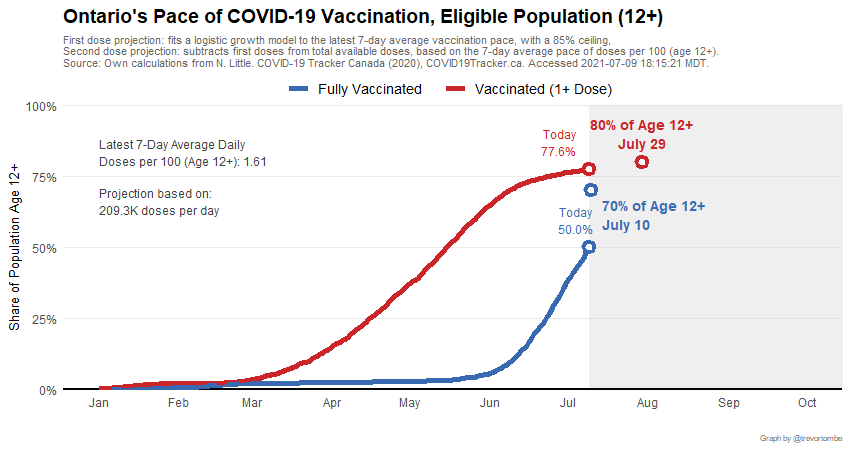 Ontario's Pace of COVID-19 Vaccination, Eligible Population (12+)
First dose projection: fits a logistic growth model to the latest 7-day average vaccination pace, with a 85% ceiling,
Second dose projection: subtracts first doses from total available doses, based on the 7-day average pace of doses per 100 (age 12+).
Source: Own calculations from N. Little. COVID-19 Tracker Canada (2020), COVID19Tracker.ca. Accessed 2021-07-09 18:15:21 MDT.
Fully Vaccinated Vaccinated (1+ Dose)
100%
75%
50%
25%
0%
Share of Population Age 12+
Latest 7-Day Average Daily
Doses per 100 (Age 12+): 1.61
Projection based on:
209.3K doses per day
Today
77.6%
80% of Age 12+
July 29
Today
50.0%
70% of Age 12+
July 10
Jan Feb Mar Apr May Jun Jul Aug Sep Oct
Graph by @trevortombe